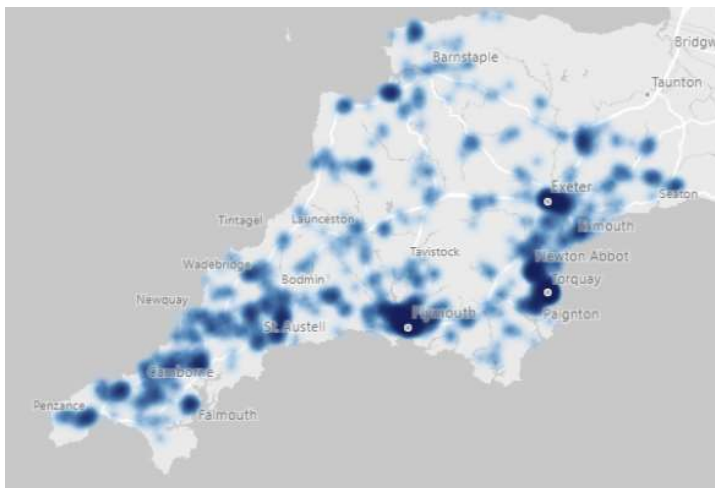 Bridgw
Barnstaple
Taunton
Exeter
Seaton
Exmouth
Tintagel
Launceston
Tavistock
Newton Abbot
Wadebridge
Bodmin
Torquay
Newquay
Plymouth
Paignton
St. Austell
Camborne
Penzance
Falmouth